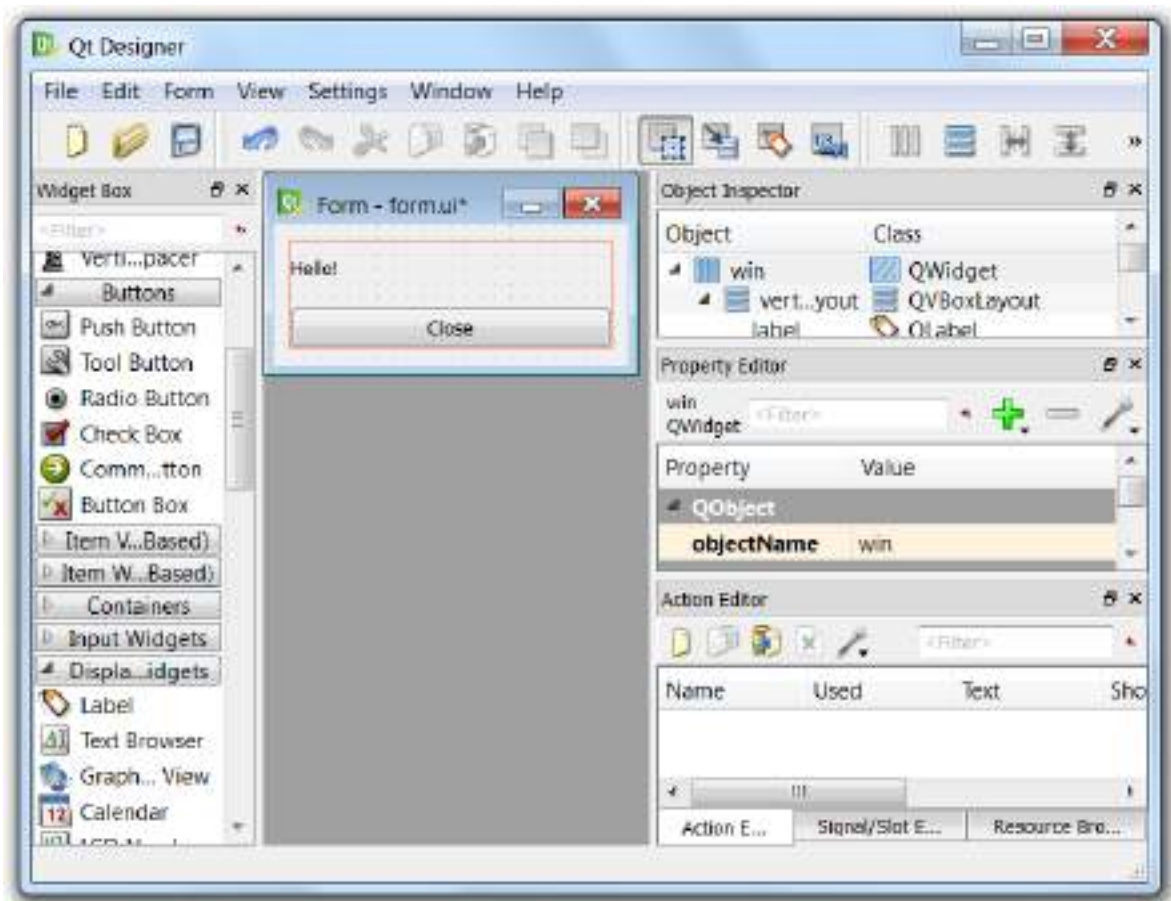 Qt Designer
File Edit Form View Settings Window Help
Widget Box
<Filter>
Verti...pacer
Buttons
Push Button
Tool Button
Radio Button
Check Box
Comm...tton
Button Box
Item V...Based)
Item W...Based)
Containers
Input Widgets
Displa...idgets
Label
Text Browser
Graph... View
12 Calendar
Form - form.ui*
Hello!
Close
Object Inspector
Object Class
win QWidget
vert...yout QVBoxLayout
label QLabel
Property Editor
win
QWidget
<Filter>
Property Value
QObject
objectName win
Action Editor
<Filter>
Name Used Text Sho
Action E... Signal/Slot E... Resource Bro...